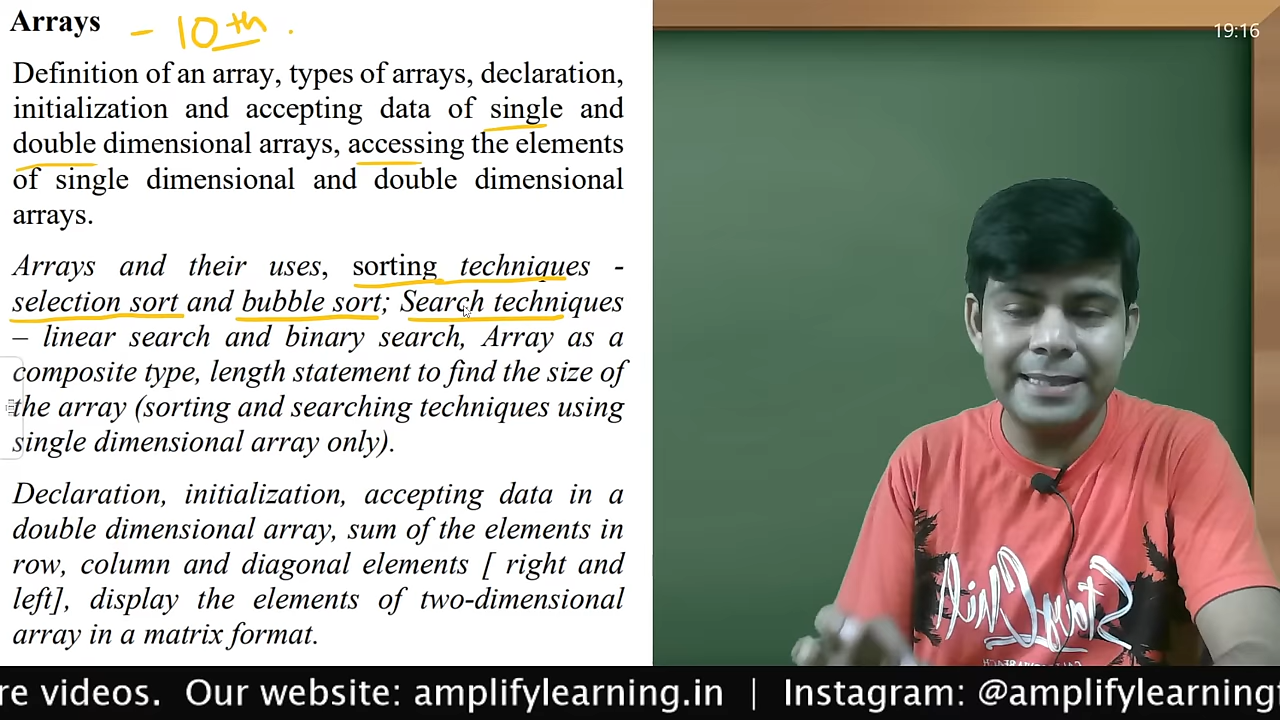 Arrays - 10th.
19:16
Definition of an array, types of arrays, declaration,
initialization and accepting data of single and
double dimensional arrays, accessing the elements
of single dimensional and double dimensional
arrays.
Arrays and their uses, sorting techniques -
selection sort and bubble sort; Search techniques
– linear search and binary search, Array as a
composite type, length statement to find the size of
the array (sorting and searching techniques using
single dimensional array only).
Declaration, initialization, accepting data in a
double dimensional array, sum of the elements in
row, column and diagonal elements [ right and
left], display the elements of two-dimensional
array in a matrix format.
Stay Chill
re videos. Our website: amplifylearning.in | Instagram: @amplifylearning